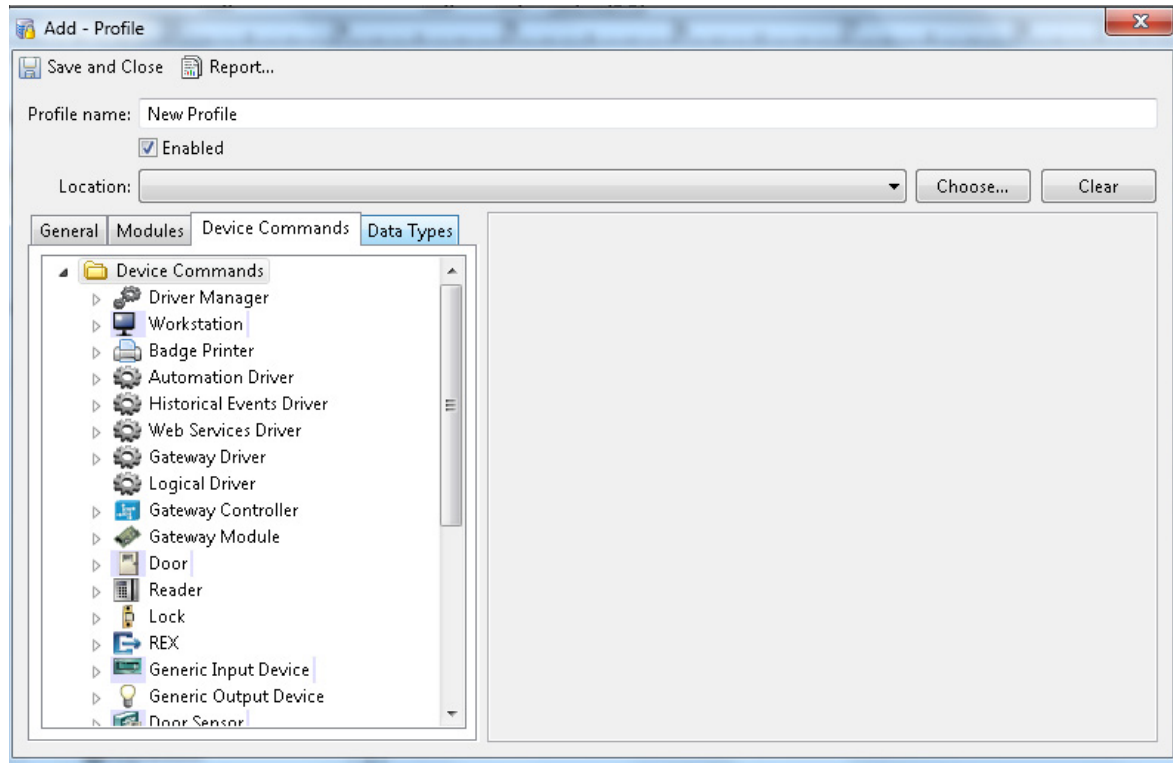 Add - Profile
Save and Close Report...
Profile name: New Profile
Enabled
Location: Choose... Clear
General Modules Device Commands Data Types
Device Commands
Driver Manager
Workstation
Badge Printer
Automation Driver
Historical Events Driver
Web Services Driver
Gateway Driver
Logical Driver
Gateway Controller
Gateway Module
Door
Reader
Lock
REX
Generic Input Device
Generic Output Device
Door Sensor